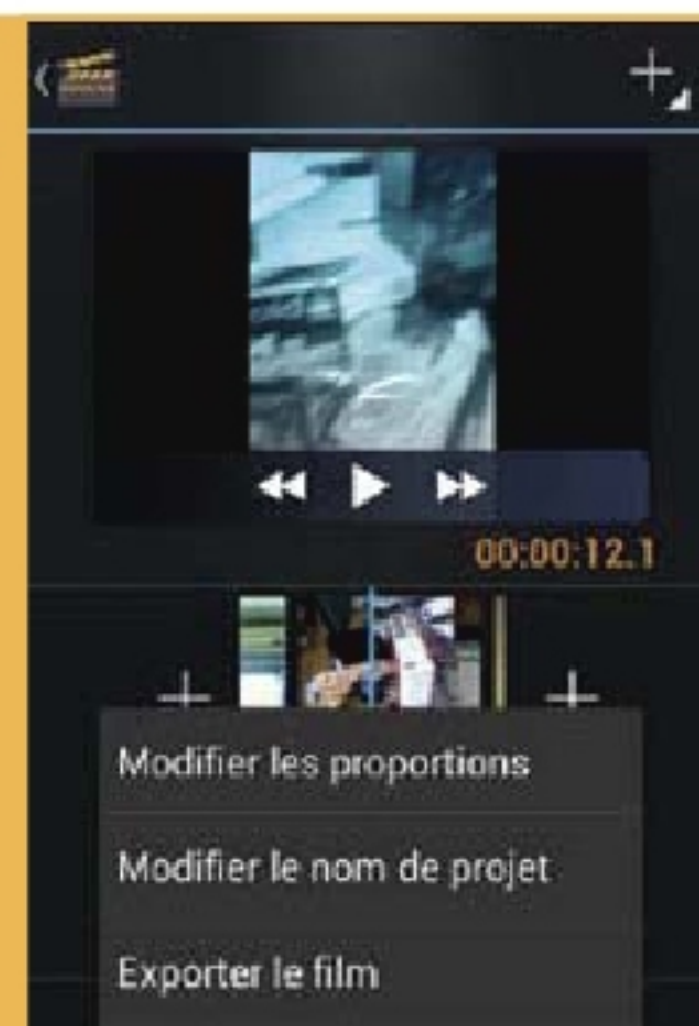 00:00:12.1
Modifier les proportions
Modifier le nom de projet
Exporter le film